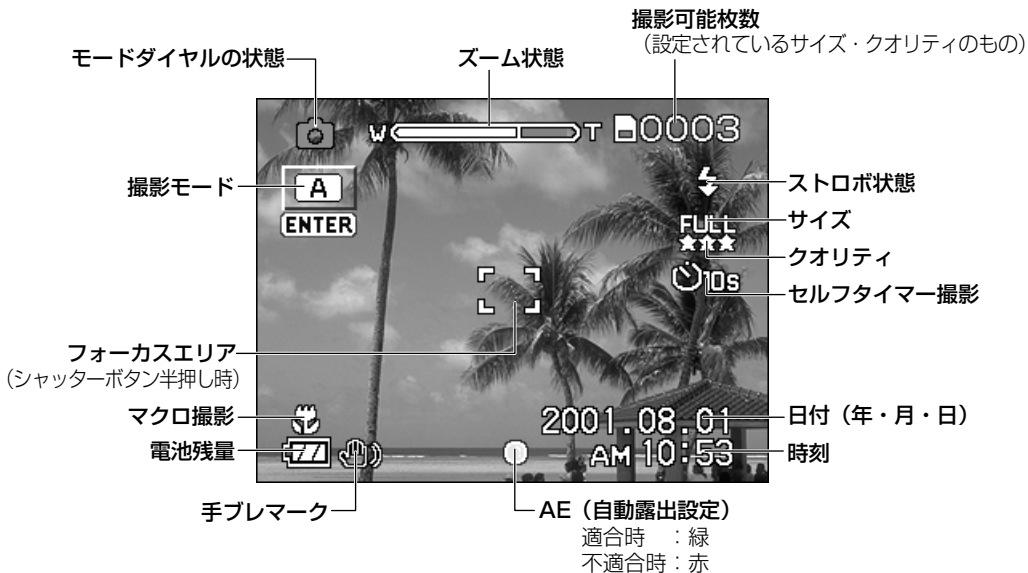 撮影可能枚数
（設定されているサイズ・クオリティのもの）
モードダイヤルの状態
ズーム状態
W T 0003
撮影モード
A
ENTER
ストロボ状態
FULL
サイズ
クオリティ
10s
セルフタイマー撮影
フォーカスエリア
（シャッターボタン半押し時）
マクロ撮影
2001.08.01
日付（年・月・日）
電池残量
AM 10:53
時刻
手ブレマーク
AE（自動露出設定）
適合時　：緑
不適合時：赤